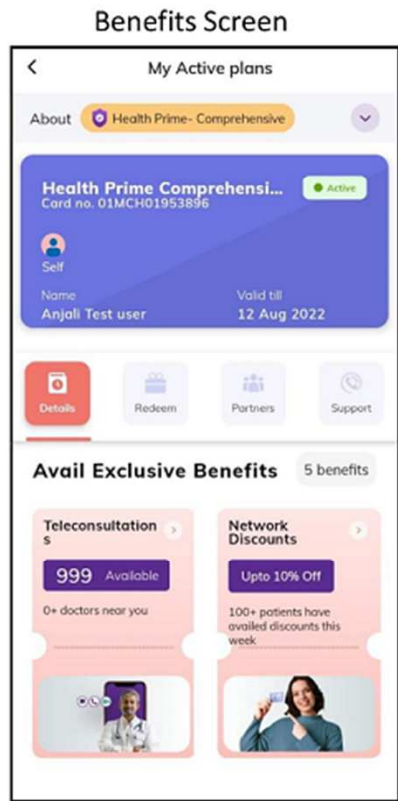 Benefits Screen
My Active plans
About Health Prime- Comprehensive
Health Prime Comprehensi... Active
Card no. 01MCH01953896
Self
Name Valid till
Anjali Test user 12 Aug 2022
Details Redeem Partners Support
Avail Exclusive Benefits 5 benefits
Teleconsultation
s
999 Available
0+ doctors near you
Network
Discounts
Upto 10% Off
100+ patients have
availed discounts this
week